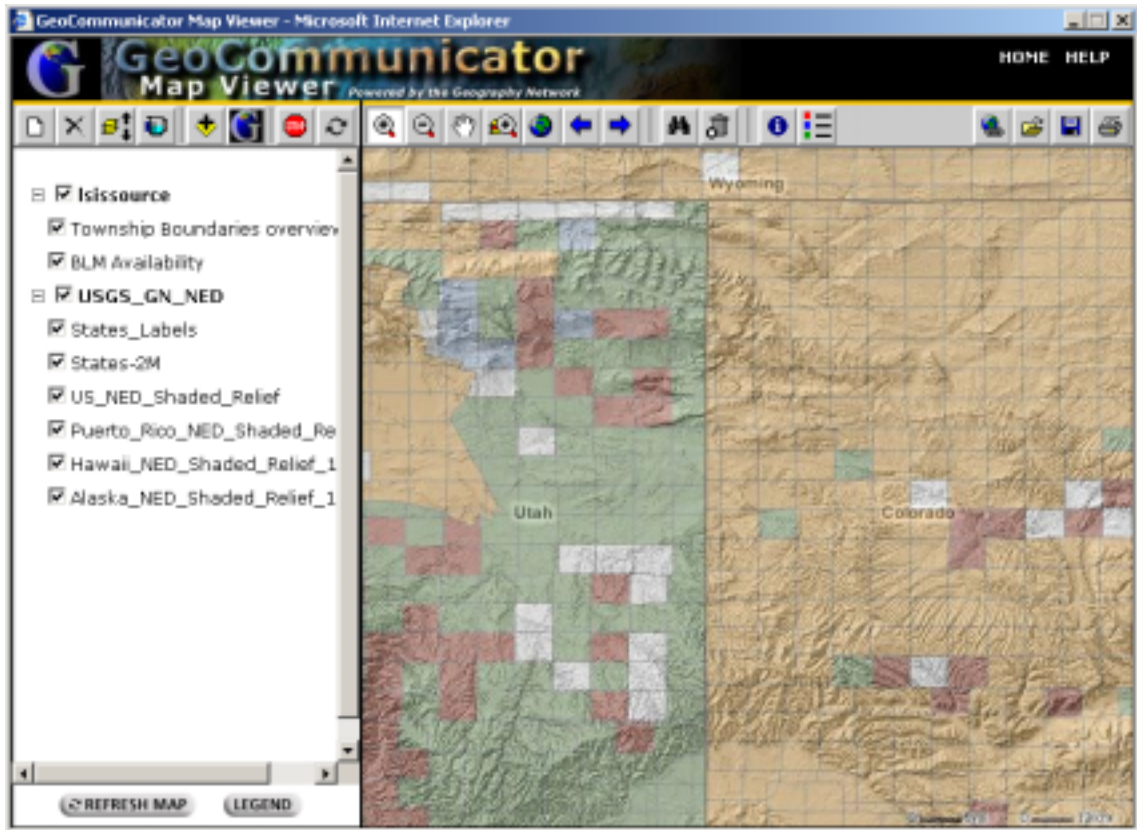 GeoCommunicator Map Viewer - Microsoft Internet Explorer
GeoCommunicator
Map Viewer Powered by the Geography Network
HOME HELP
lsissource
Township Boundaries overview
BLM Availability
USGS_GN_NED
States_Labels
States-2M
US_NED_Shaded_Relief
Puerto_Rico_NED_Shaded_Re
Hawaii_NED_Shaded_Relief_1
Alaska_NED_Shaded_Relief_1
REFRESH MAP LEGEND
Wyoming
Utah
Colorado